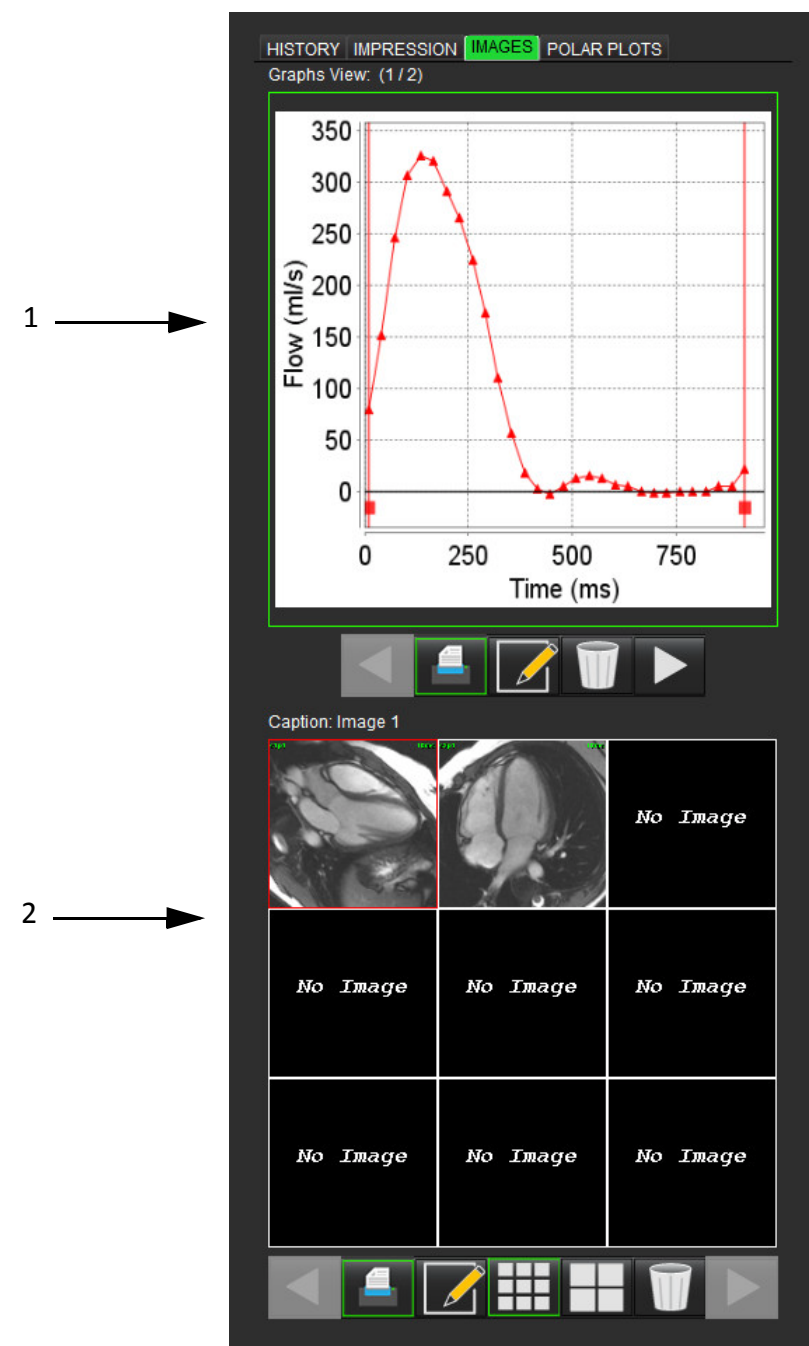 HISTORY IMPRESSION IMAGES POLAR PLOTS
Graphs View: (1 / 2)
350
300
250
200
150
100
50
0
Flow (ml/s)
0 250 500 750
Time (ms)
1
Caption: Image 1
No Image
2
No Image No Image No Image
No Image No Image No Image